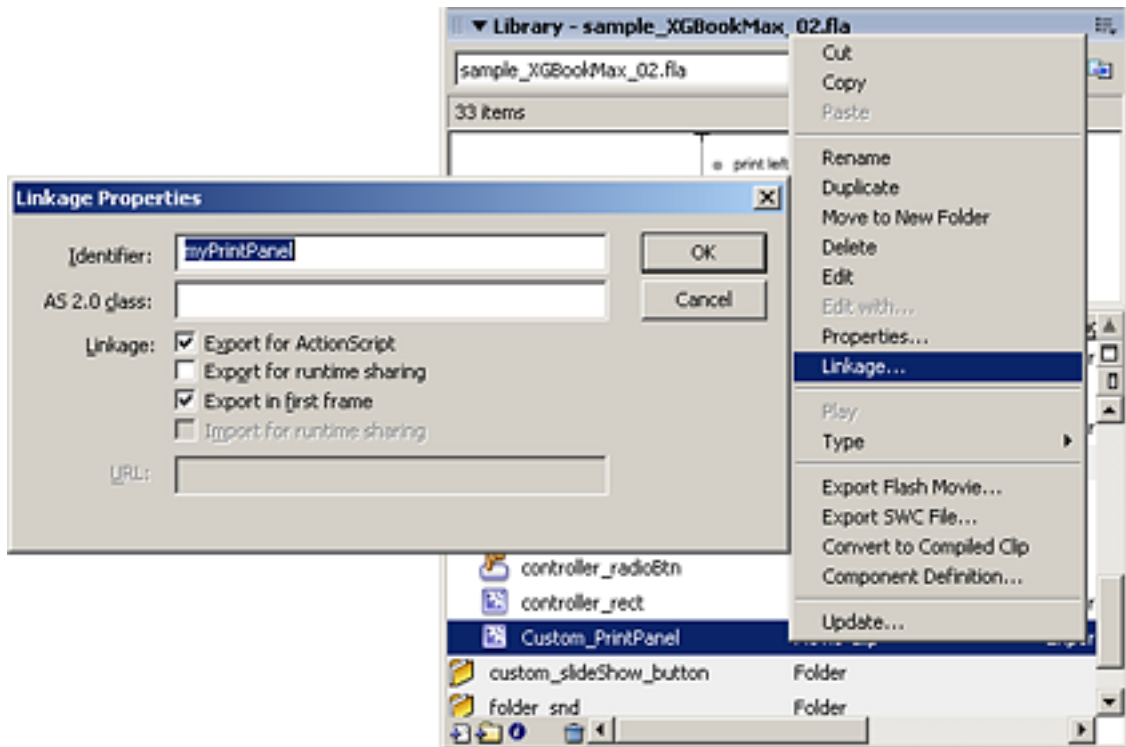 Library - sample_XGBookMax_02.fla
sample_XGBookMax_02.fla
33 items
print left
Cut
Copy
Paste
Rename
Duplicate
Move to New Folder
Delete
Edit
Edit with...
Properties...
Linkage...
Play
Type
Export Flash Movie...
Export SWC File...
Convert to Compiled Clip
Component Definition...
Update...
Linkage Properties
Identifier: myPrintPanel
OK
AS 2.0 class:
Cancel
Linkage: Export for ActionScript
Export for runtime sharing
Export in first frame
Import for runtime sharing
URL:
controller_radioBtn
controller_rect
Custom_PrintPanel
custom_slideShow_button Folder
folder_snd Folder